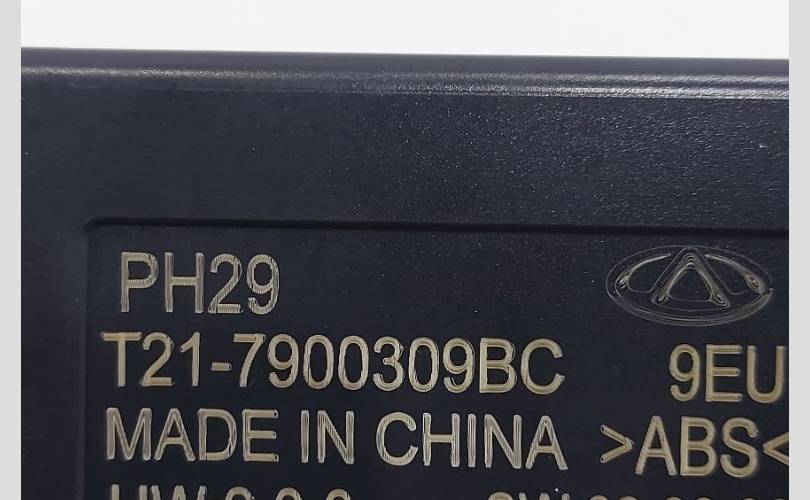 PH29
T21-7900309BC 9EU
MADE IN CHINA >ABS<